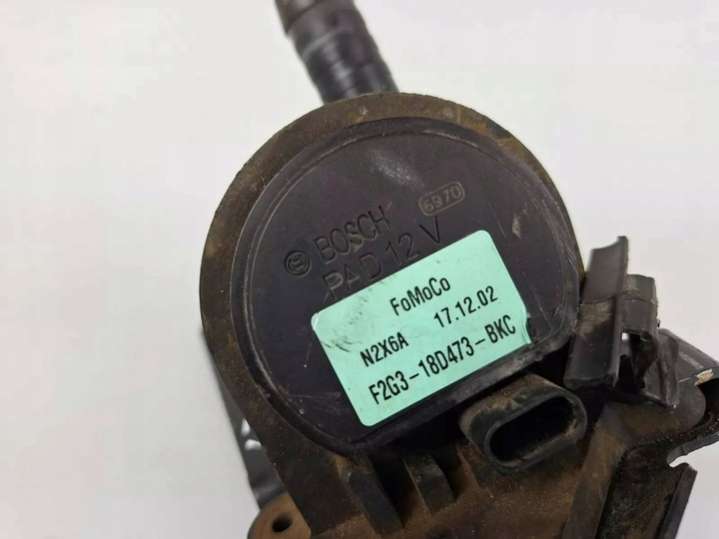 BOSCH 6970
PAD 12 V
FoMoCo
N2X6A 17.12.02
F2G3-18D473-BKC